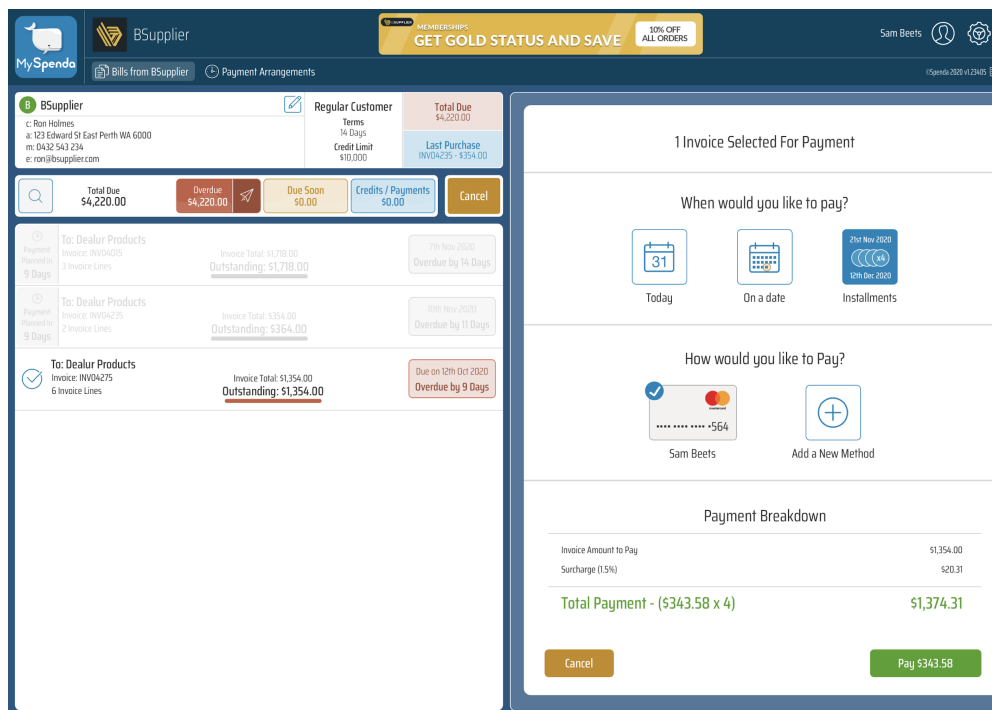 MySpenda
BSupplier
BSUPPLIER
MEMBERSHIPS
GET GOLD STATUS AND SAVE
10% OFF
ALL ORDERS
Sam Beets
Bills from BSupplier
Payment Arrangements
©Spenda 2020 v1.23405
B BSupplier
c: Ron Holmes
a: 123 Edward St East Perth WA 6000
m: 0432 543 234
e: ron@bsupplier.com
Regular Customer
Terms
14 Days
Credit Limit
$10,000
Total Due
$4,220.00
Last Purchase
INV04235 - $354.00
Total Due
$4,220.00
Overdue
$4,220.00
Due Soon
$0.00
Credits / Payments
$0.00
Cancel
Payment
Planned in
9 Days
To: Dealur Products
Invoice: INV04015
3 Invoice Lines
Invoice Total: $1,718.00
Outstanding: $1,718.00
7th Nov 2020
Overdue by 14 Days
Payment
Planned in
9 Days
To: Dealur Products
Invoice: INV04235
2 Invoice Lines
Invoice Total: $354.00
Outstanding: $364.00
10th Nov 2020
Overdue by 11 Days
To: Dealur Products
Invoice: INV04275
6 Invoice Lines
Invoice Total: $1,354.00
Outstanding: $1,354.00
Due on 12th Oct 2020
Overdue by 9 Days
1 Invoice Selected For Payment
When would you like to pay?
31
Today
On a date
21st Nov 2020
x4
12th Dec 2020
Installments
How would you like to Pay?
mastercard
•••• •••• •••• •564
Sam Beets
Add a New Method
Payment Breakdown
Invoice Amount to Pay
$1,354.00
Surcharge (1.5%)
$20.31
Total Payment - ($343.58 x 4)
$1,374.31
Cancel
Pay $343.58